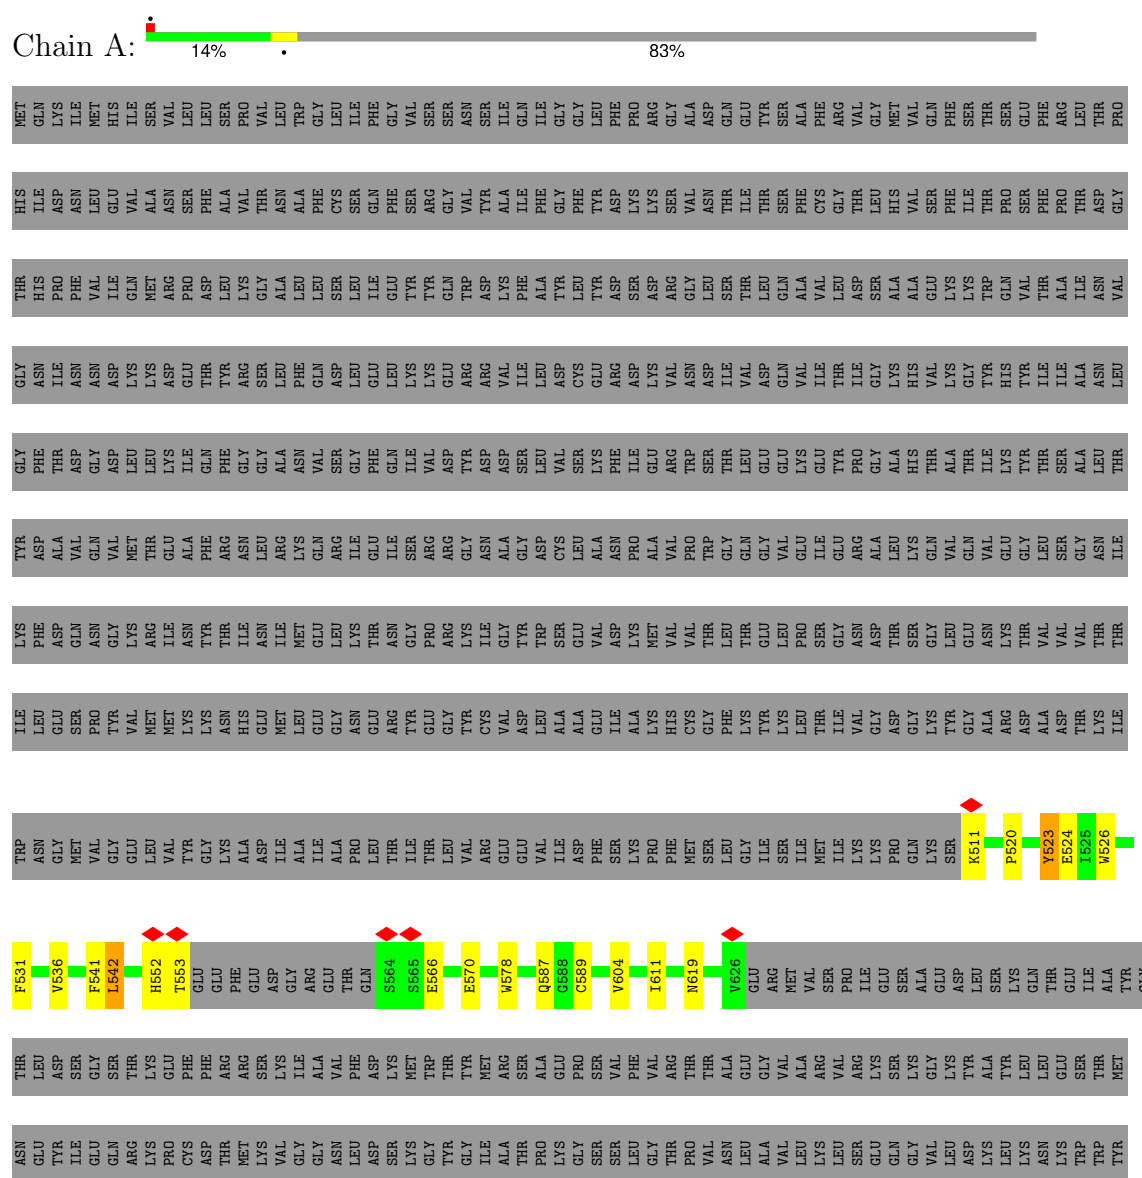 Chain A:
14%
83%
MET GLN LYS ILE MET HIS ILE SER VAL LEU LEU SER PRO VAL LEU TRP GLY LEU ILE PHE GLY VAL SER SER ASN SER ILE GLN ILE GLY GLY LEU PHE PRO ARG GLY ALA ASP GLN GLU TYR SER ALA PHE ARG VAL GLY MET VAL GLN PHE SER THR SER GLU PHE ARG LEU THR PRO
HIS ILE ASP ASN LEU GLU VAL ALA ASN SER PHE ALA VAL THR ASN ALA PHE CYS SER GLN PHE SER ARG GLY VAL TYR ALA ILE PHE GLY PHE TYR ASP LYS LYS SER VAL ASN THR ILE THR SER PHE CYS GLY THR LEU HIS VAL SER PHE ILE THR PRO SER PHE PRO THR ASP GLY
THR HIS PRO PHE VAL ILE GLN MET ARG PRO ASP LEU LYS GLY ALA LEU LEU SER LEU ILE GLU TYR TYR GLN TRP ASP LYS PHE ALA TYR LEU TYR ASP SER ASP ARG GLY LEU SER THR LEU GLN ALA VAL LEU ASP SER ALA ALA GLU LYS LYS TRP GLN VAL THR ALA ILE ASN VAL
GLY ASN ILE ASN ASN ASP LYS LYS ASP GLU THR TYR ARG SER LEU PHE GLN ASP LEU GLU LEU LYS LYS GLU ARG ARG VAL ILE LEU ASP CYS GLU ARG ASP LYS VAL ASN ASP ILE VAL ASP GLN VAL ILE THR ILE GLY LYS HIS VAL LYS GLY TYR HIS TYR ILE ILE ALA ASN LEU
GLY PHE THR ASP GLY ASP LEU LEU LYS ILE GLN PHE GLY GLY ALA ASN VAL SER GLY PHE GLN ILE VAL ASP TYR ASP ASP SER LEU VAL SER LYS PHE ILE GLU ARG TRP SER THR LEU GLU GLU LYS GLU TYR PRO GLY ALA HIS THR ALA THR ILE LYS TYR THR SER ALA LEU THR
TYR ASP ALA VAL GLN VAL MET THR GLU ALA PHE ARG ASN LEU ARG LYS GLN ARG ILE GLU ILE SER ARG ARG GLY ASN ALA GLY ASP CYS LEU ALA ASN PRO ALA VAL PRO TRP GLY GLN GLY VAL GLU ILE GLU ARG ALA LEU LYS GLN VAL GLN VAL GLU GLY LEU SER GLY ASN ILE
LYS PHE ASP GLN ASN GLY LYS ARG ILE ASN TYR THR ILE ASN ILE MET GLU LEU LYS THR ASN GLY PRO ARG LYS ILE GLY TYR TRP SER GLU VAL ASP LYS MET VAL VAL THR LEU THR GLU LEU PRO SER GLY ASN ASP THR SER GLY LEU GLU ASN LYS THR VAL VAL VAL THR THR
ILE LEU GLU SER PRO TYR VAL MET MET LYS LYS ASN HIS GLU MET LEU GLU GLY ASN GLU ARG TYR GLU GLY TYR CYS VAL ASP LEU ALA ALA GLU ILE ALA LYS HIS CYS GLY PHE LYS TYR LYS LEU THR ILE VAL GLY ASP GLY LYS TYR GLY ALA ARG ASP ALA ASP THR LYS ILE
TRP ASN GLY MET VAL GLY GLU LEU VAL TYR GLY LYS ALA ASP ILE ALA ILE ALA PRO LEU THR ILE THR LEU VAL ARG GLU GLU VAL ILE ASP PHE SER LYS PRO PHE MET SER LEU GLY ILE SER ILE MET ILE LYS LYS PRO GLN LYS SER K511 P520 Y523 E524 I525 W526
F531 V536 F541 L542 H552 T553 GLU GLU PHE GLU ASP GLY ARG GLU THR GLN S564 S565 E566 E570 W578 Q587 G588 C589 V604 I611 N619 V626 GLU ARG MET VAL SER PRO ILE GLU SER ALA GLU ASP LEU SER LYS GLN THR GLU ILE ALA TYR
THR LEU ASP SER GLY SER THR LYS GLU PHE PHE ARG ARG SER LYS ILE ALA VAL PHE ASP LYS MET TRP THR TYR MET ARG SER ALA GLU PRO SER VAL PHE VAL ARG THR THR ALA GLU GLY VAL ALA ARG VAL ARG LYS SER LYS GLY LYS TYR ALA TYR LEU LEU GLU SER THR MET
ASN GLU TYR ILE GLU GLN ARG LYS PRO CYS ASP THR MET LYS VAL GLY GLY ASN LEU ASP SER LYS GLY TYR GLY ILE ALA THR PRO LYS GLY SER SER LEU GLY THR PRO VAL ASN LEU ALA VAL LEU LYS LEU SER GLU GLN GLY VAL LEU ASP LYS LEU LYS ASN LYS TRP TRP TYR